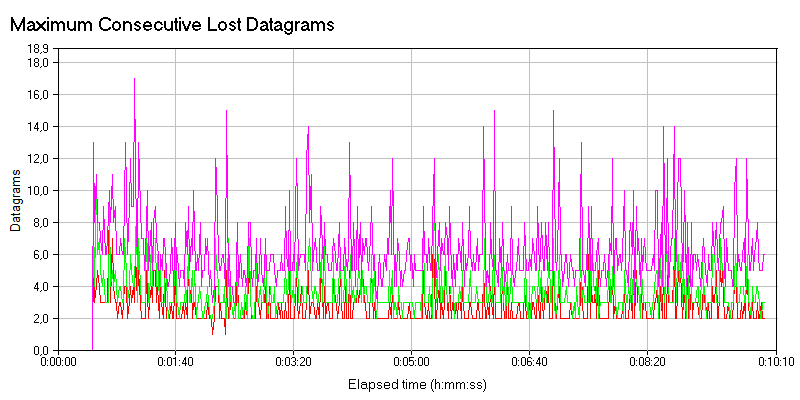 Maximum Consecutive Lost Datagrams
18,9
18,0
16,0
14,0
12,0
10,0
8,0
6,0
4,0
2,0
0,0
Datagrams
0:00:00 0:01:40 0:03:20 0:05:00 0:06:40 0:08:20 0:10:10
Elapsed time (h:mm:ss)